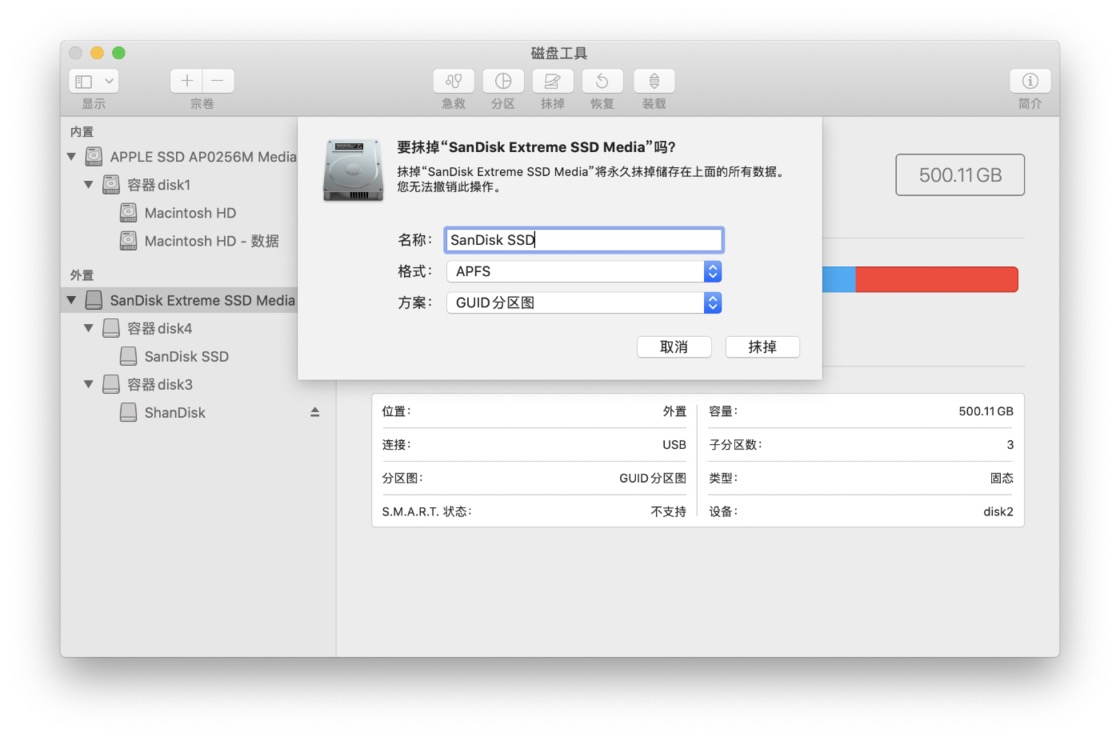 磁盘工具
显示
宗卷
急救
分区
抹掉
恢复
装载
简介
内置
APPLE SSD AP0256M Media
容器disk1
Macintosh HD
Macintosh HD - 数据
外置
SanDisk Extreme SSD Media
容器disk4
SanDisk SSD
容器disk3
ShanDisk
要抹掉“SanDisk Extreme SSD Media”吗?
抹掉“SanDisk Extreme SSD Media”将永久抹掉储存在上面的所有数据。
您无法撤销此操作。
名称: SanDisk SSD
格式: APFS
方案: GUID分区图
取消
抹掉
500.11 GB
位置: 外置
容量: 500.11 GB
连接: USB
子分区数: 3
分区图: GUID分区图
类型: 固态
S.M.A.R.T. 状态: 不支持
设备: disk2